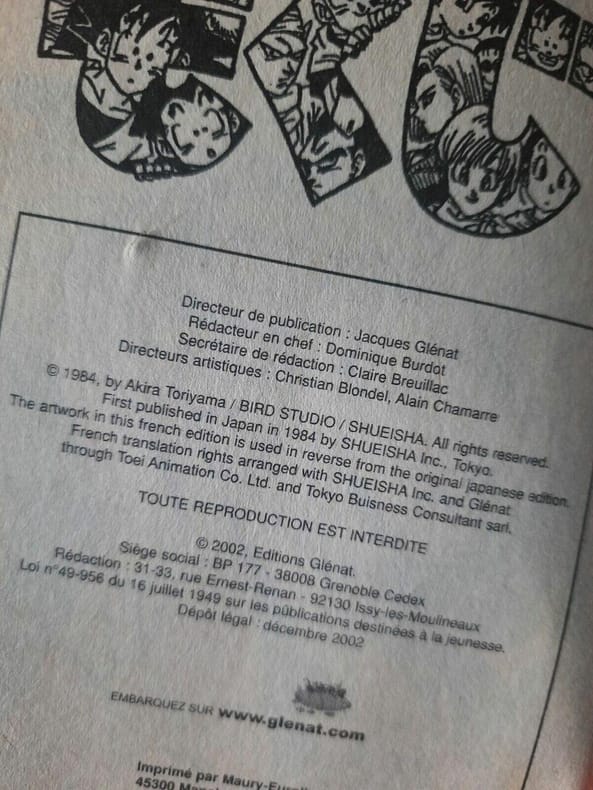 Directeur de publication : Jacques Glénat
Rédacteur en chef : Dominique Burdot
Secrétaire de rédaction : Claire Breuillac
Directeurs artistiques : Christian Blondel, Alain Chamarre
© 1984, by Akira Toriyama / BIRD STUDIO / SHUEISHA. All rights reserved.
First published in Japan in 1984 by SHUEISHA Inc., Tokyo.
The artwork in this french edition is used in reverse from the original japanese edition.
French translation rights arranged with SHUEISHA Inc. and Glénat
through Toei Animation Co. Ltd. and Tokyo Buisness Consultant sarl.
TOUTE REPRODUCTION EST INTERDITE
© 2002, Editions Glénat.
Siège social : BP 177 - 38008 Grenoble Cedex
Rédaction : 31-33, rue Ernest-Renan - 92130 Issy-les-Moulineaux
Loi n°49-956 du 16 juillet 1949 sur les pûblications destinées à la jeunesse.
Dépôt légal : décembre 2002
EMBARQUEZ SUR www.glenat.com
Imprimé par
45300